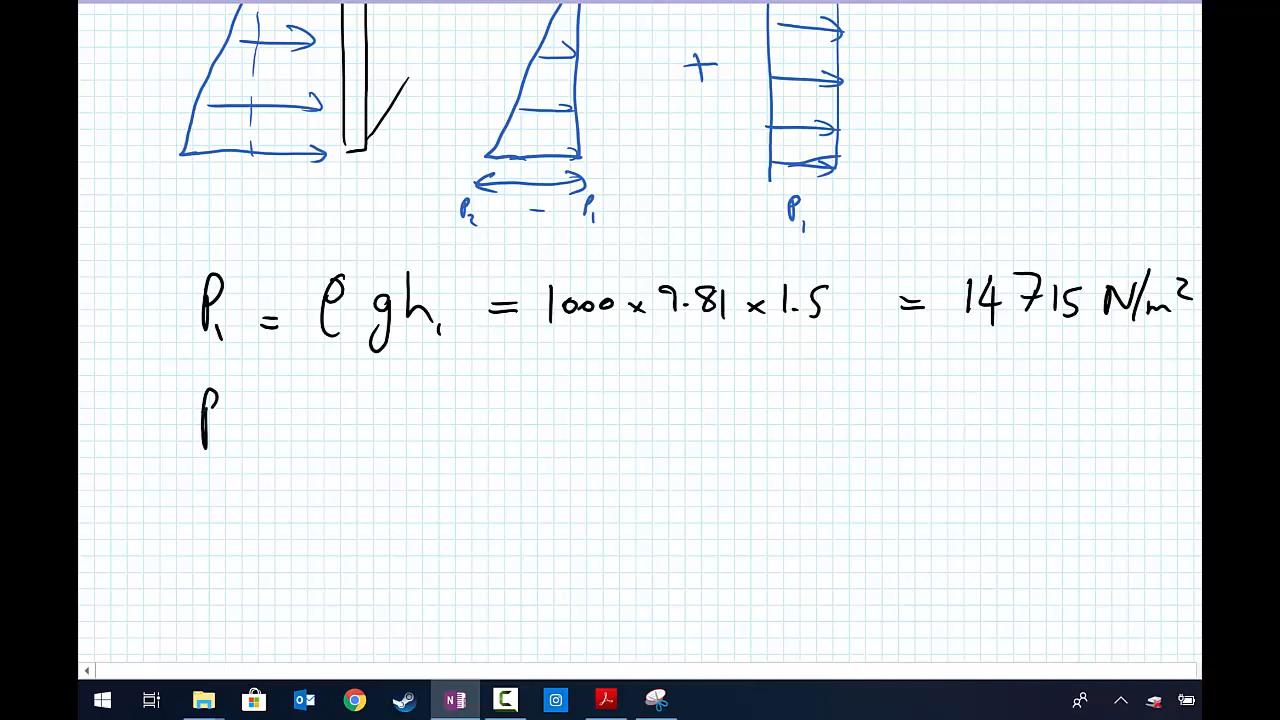 +
P₂ - P₁ P₁
P₁ = ρgh₁ = 1000 × 9.81 × 1.5 = 14715 N/m²
P